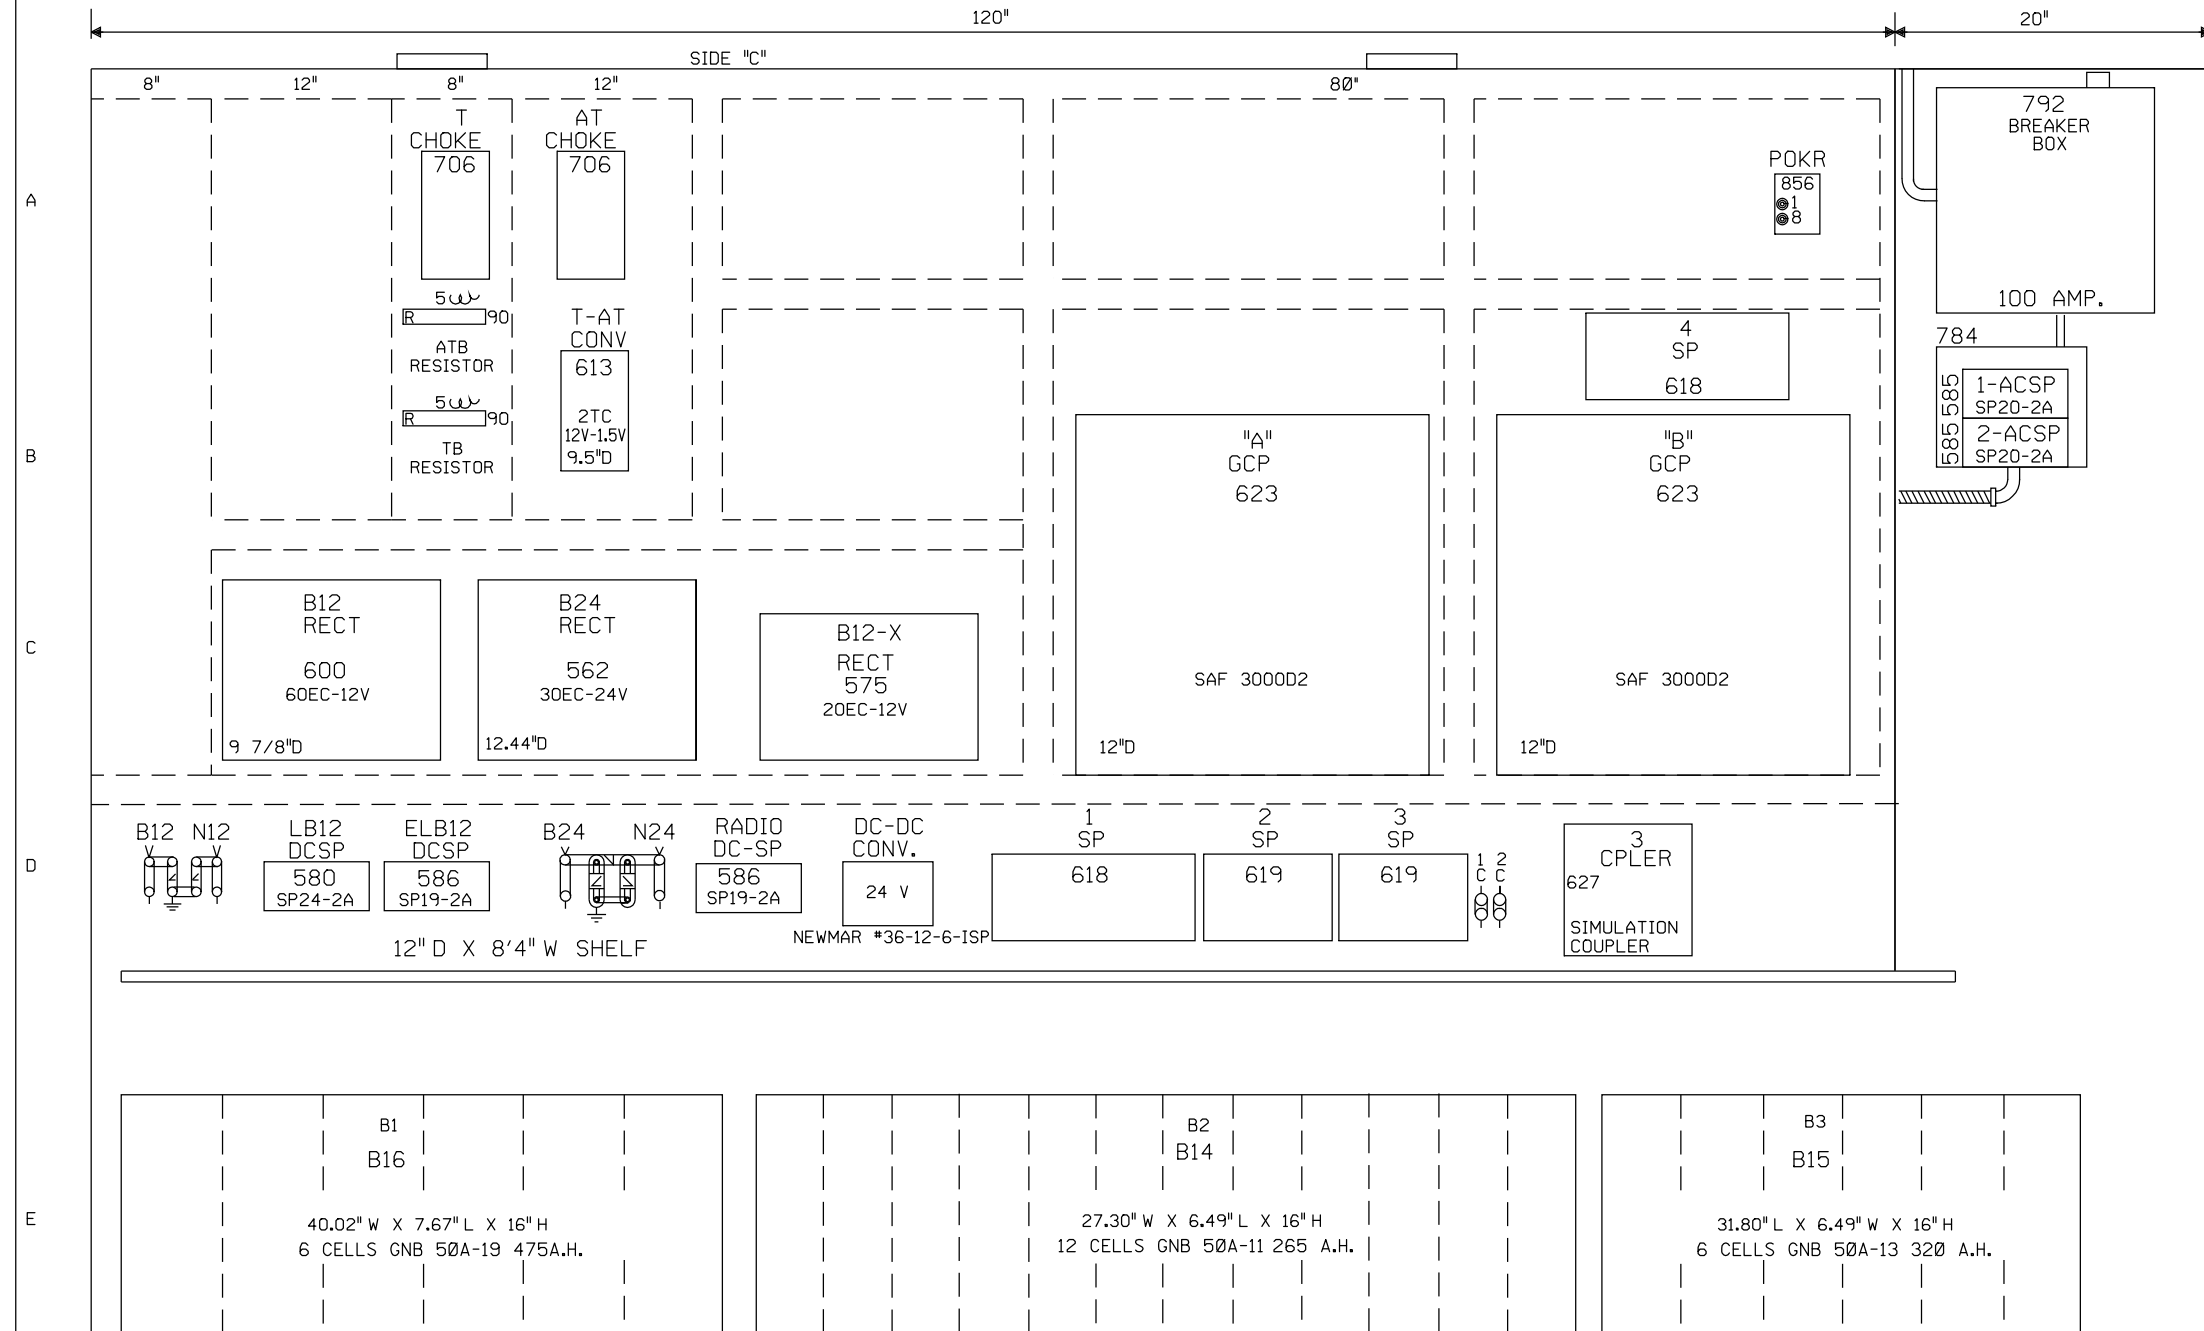 120"
20"
SIDE "C"
8"
12"
8"
12"
80"
A
T
CHOKE
706
AT
CHOKE
706
POKR
856
1
8
792
BREAKER
BOX
100 AMP.
5
R
90
ATB
RESISTOR
5
R
90
TB
RESISTOR
T-AT
CONV
613
2TC
12V-1.5V
9.5"D
4
SP
618
784
585
1-ACSP
SP20-2A
585
2-ACSP
SP20-2A
B
"A"
GCP
623
SAF 3000D2
12"D
"B"
GCP
623
SAF 3000D2
12"D
C
B12
RECT
600
60EC-12V
9 7/8"D
B24
RECT
562
30EC-24V
12.44"D
B12-X
RECT
575
20EC-12V
D
B12 N12
LB12
DCSP
580
SP24-2A
ELB12
DCSP
586
SP19-2A
B24
N24
RADIO
DC-SP
586
SP19-2A
DC-DC
CONV.
24 V
NEWMAR #36-12-6-ISP
1
SP
618
2
SP
619
3
SP
619
1 2
C C
3
CPLER
627
SIMULATION
COUPLER
12"D X 8'4"W SHELF
E
B1
B16
40.02"W X 7.67"L X 16"H
6 CELLS GNB 50A-19 475A.H.
B2
B14
27.30"W X 6.49"L X 16"H
12 CELLS GNB 50A-11 265 A.H.
B3
B15
31.80"L X 6.49"W X 16"H
6 CELLS GNB 50A-13 320 A.H.